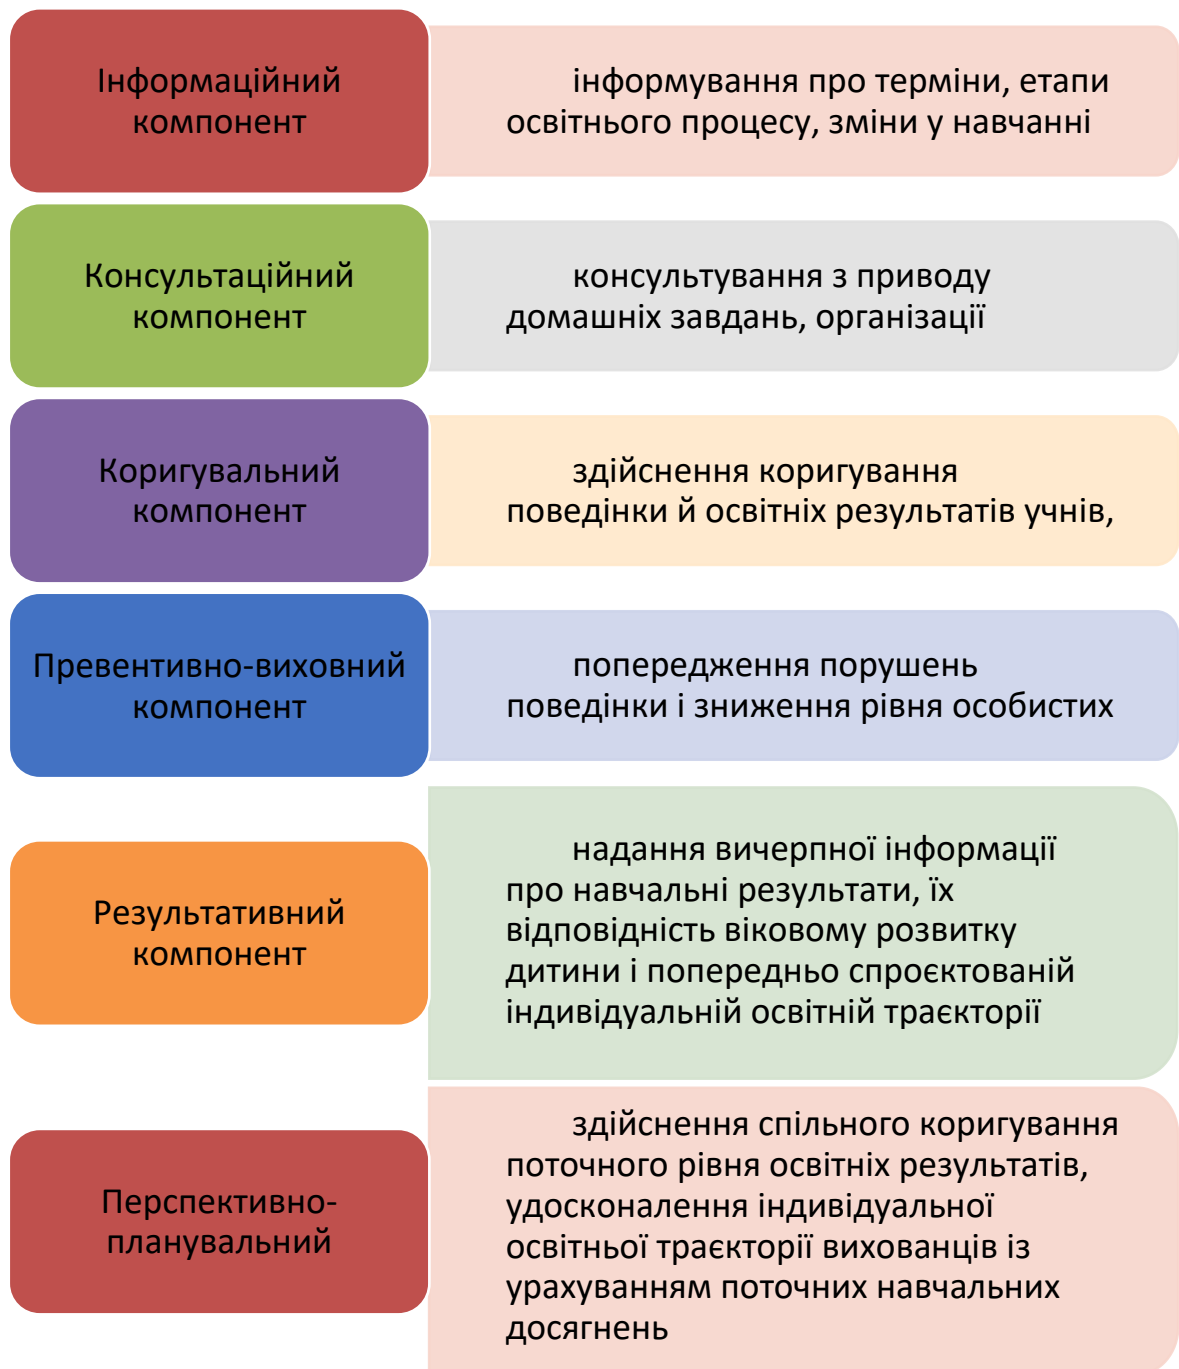 Інформаційний
компонент
інформування про терміни, етапи
освітнього процесу, зміни у навчанні
Консультаційний
компонент
консультування з приводу
домашніх завдань, організації
Коригувальний
компонент
здійснення коригування
поведінки й освітніх результатів учнів,
Превентивно-виховний
компонент
попередження порушень
поведінки і зниження рівня особистих
Результативний
компонент
надання вичерпної інформації
про навчальні результати, їх
відповідність віковому розвитку
дитини і попередньо спроєктованій
індивідуальній освітній траєкторії
Перспективно-
планувальний
здійснення спільного коригування
поточного рівня освітніх результатів,
удосконалення індивідуальної
освітньої траєкторії вихованців із
урахуванням поточних навчальних
досягнень